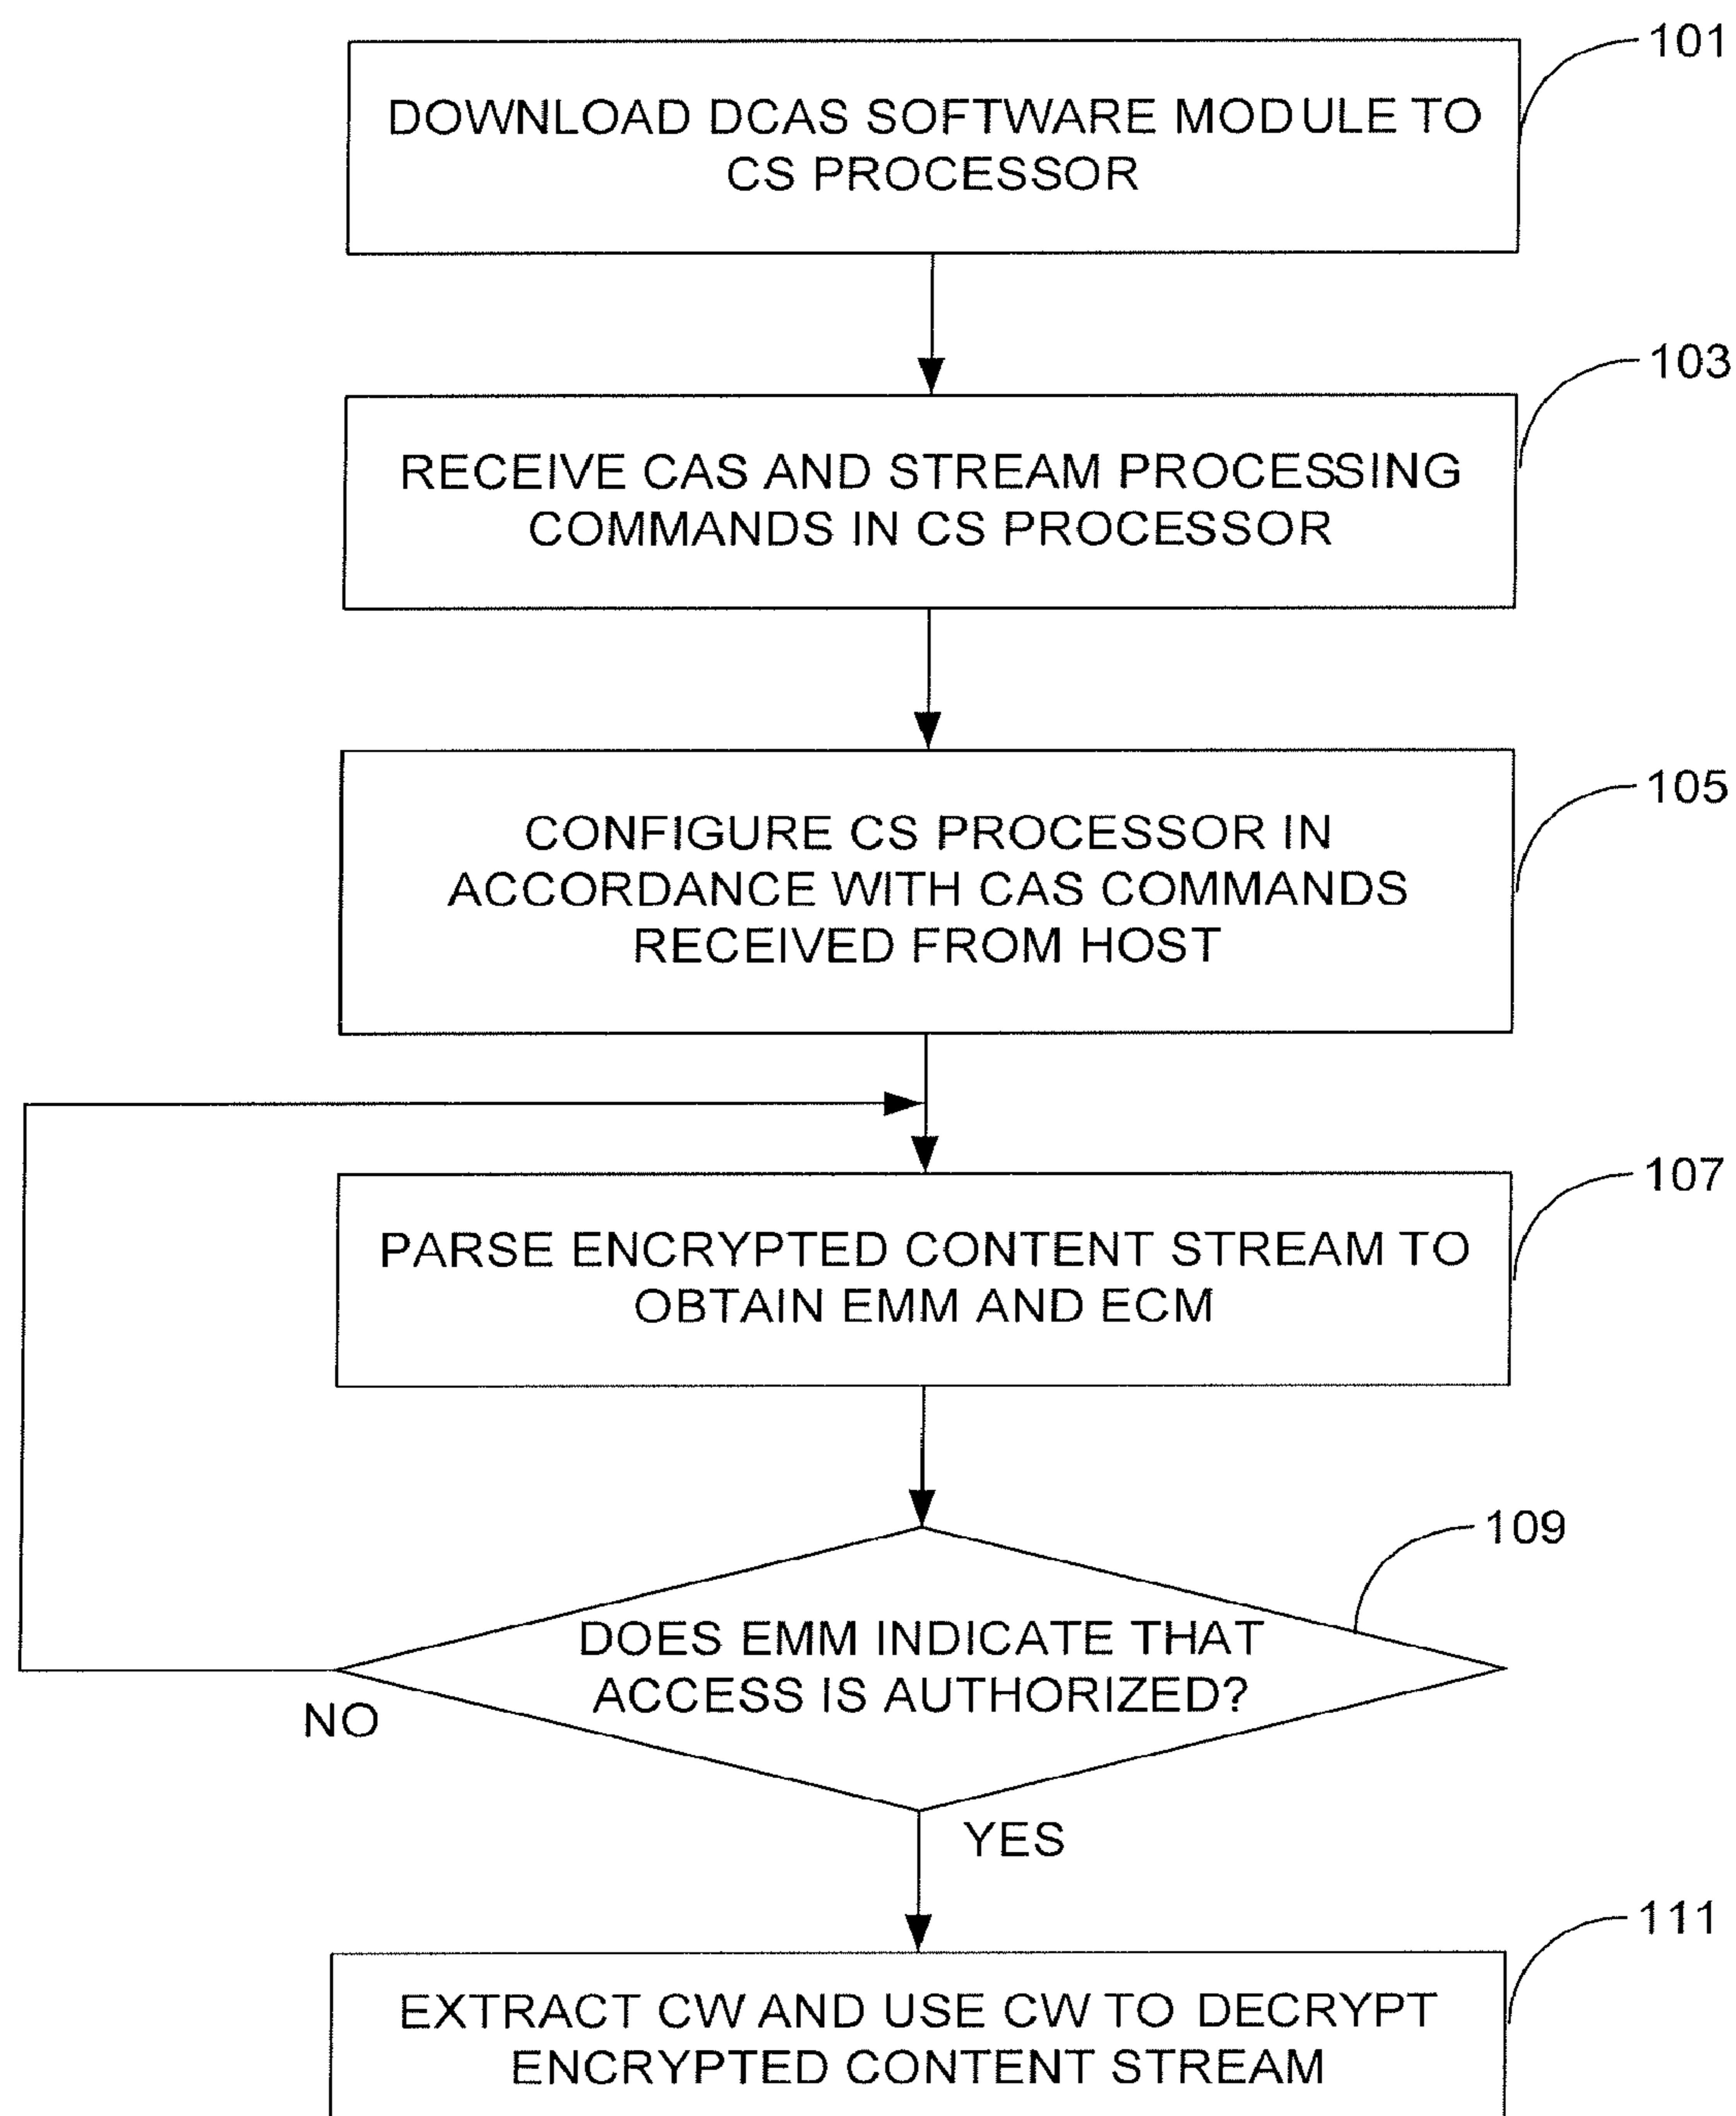 101
DOWNLOAD DCAS SOFTWARE MODULE TO
CS PROCESSOR
103
RECEIVE CAS AND STREAM PROCESSING
COMMANDS IN CS PROCESSOR
105
CONFIGURE CS PROCESSOR IN
ACCORDANCE WITH CAS COMMANDS
RECEIVED FROM HOST
107
PARSE ENCRYPTED CONTENT STREAM TO
OBTAIN EMM AND ECM
109
DOES EMM INDICATE THAT
ACCESS IS AUTHORIZED?
NO
YES
111
EXTRACT CW AND USE CW TO DECRYPT
ENCRYPTED CONTENT STREAM